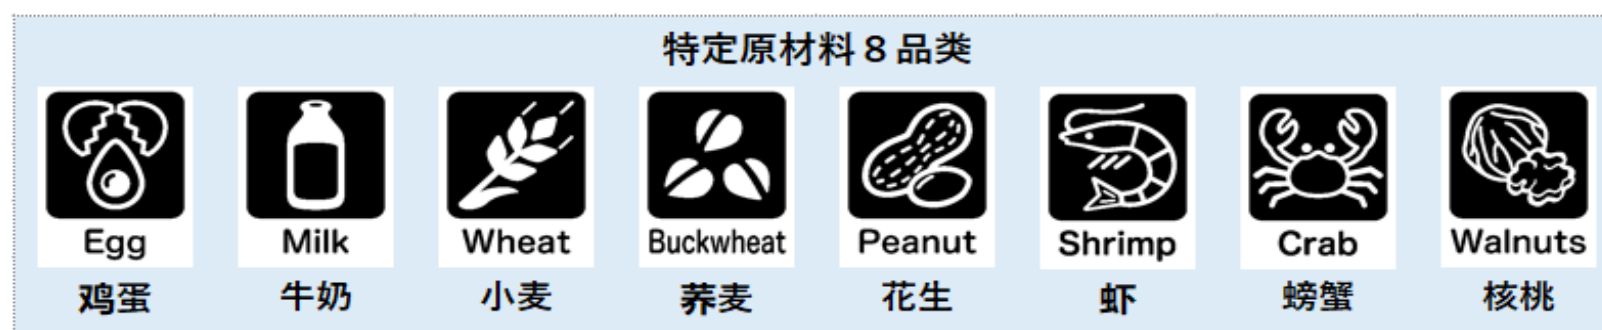 特定原材料8品类
Egg Milk Wheat Buckwheat Peanut Shrimp Crab Walnuts
鸡蛋 牛奶 小麦 荞麦 花生 虾 螃蟹 核桃